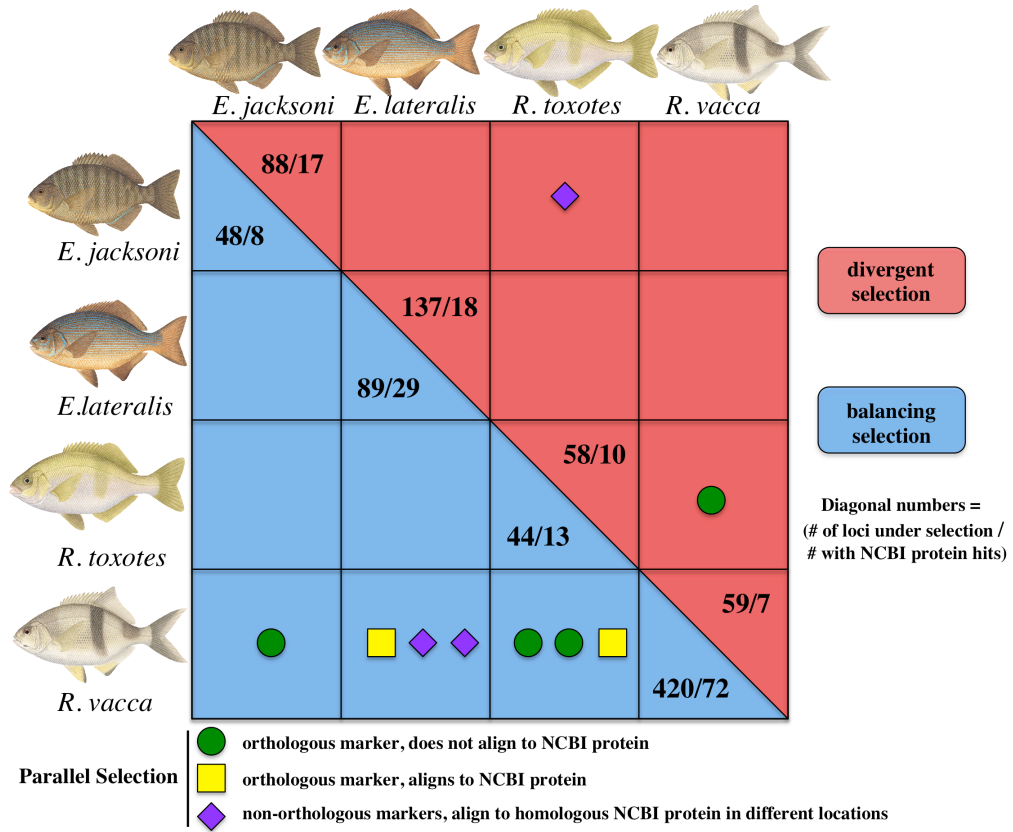 E. jacksoni E. lateralis R. toxotes R. vacca
88/17
48/8
E. jacksoni
137/18
89/29
E.lateralis
divergent
selection
balancing
selection
58/10
44/13
R. toxotes
Diagonal numbers =
(# of loci under selection /
# with NCBI protein hits)
59/7
420/72
R. vacca
Parallel Selection
orthologous marker, does not align to NCBI protein
orthologous marker, aligns to NCBI protein
non-orthologous markers, align to homologous NCBI protein in different locations